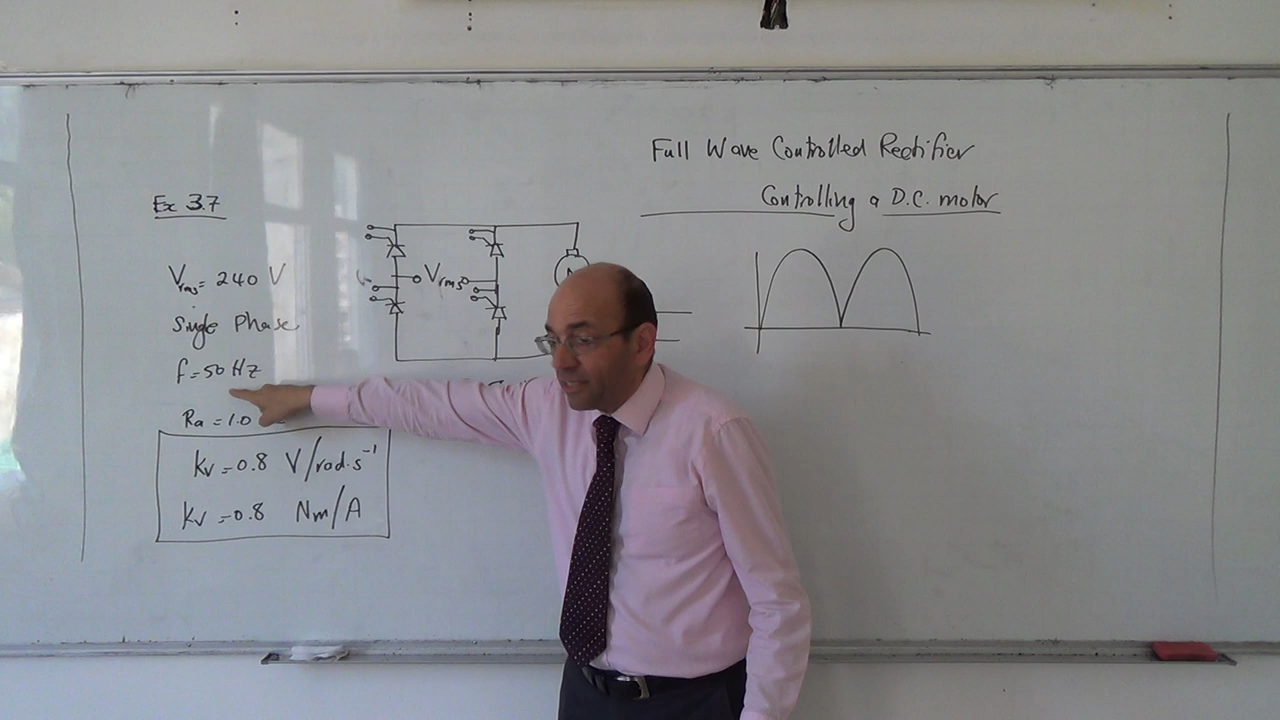 Full Wave Controlled Rectifier
Controlling a D.C. motor
Ex 3.7
Vrms = 240 V
Single Phase
f = 50 Hz
Ra = 1.0
Kv = 0.8 V/rad.s⁻¹
Kv = 0.8 Nm/A
Vrms